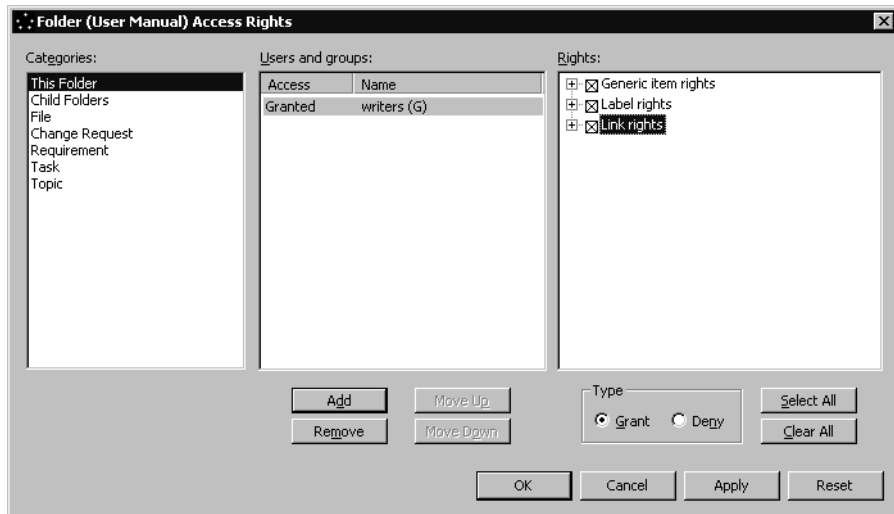 Folder (User Manual) Access Rights
Categories:
Users and groups:
Rights:
This Folder
Child Folders
File
Change Request
Requirement
Task
Topic
Access Name
Granted writers (G)
Generic item rights
Label rights
Link rights
Add
Remove
Move Up
Move Down
Type
Grant Deny
Select All
Clear All
OK Cancel Apply Reset